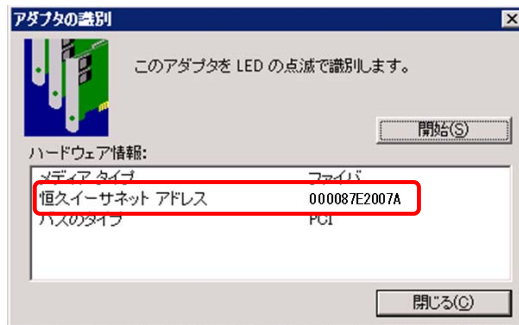 アダプタの識別
このアダプタを LED の点滅で識別します。
開始(S)
ハードウェア情報:
メディア タイプ ファイバ
恒久イーサネット アドレス 000087E2007A
バスのタイプ PCI
閉じる(C)